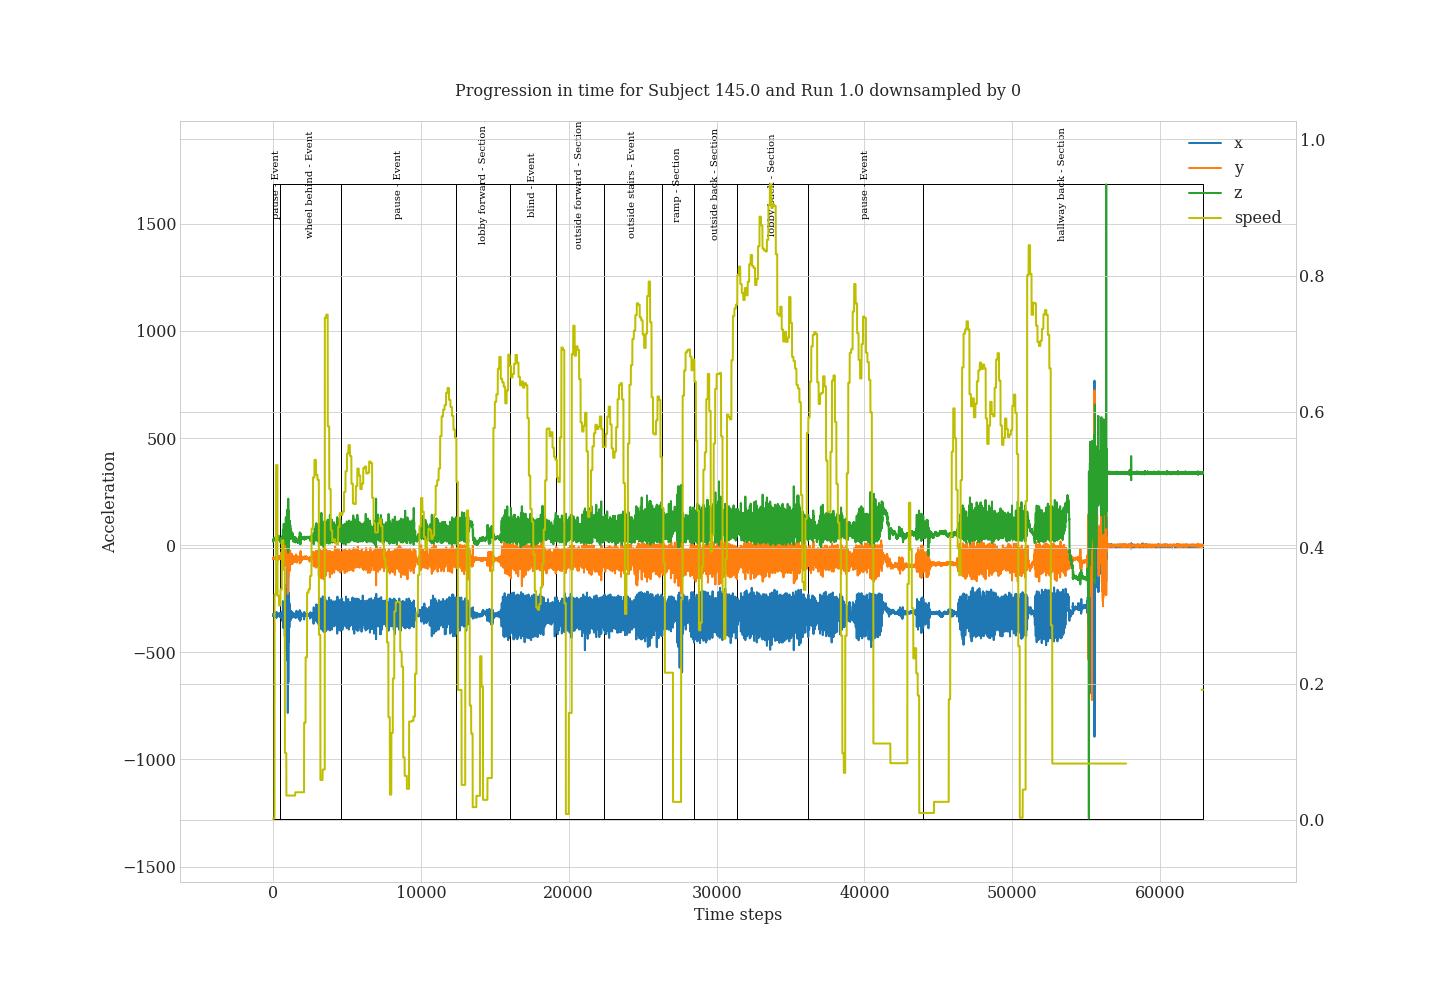 Progression in time for Subject 145.0 and Run 1.0 downsampled by 0
pause - Event
wheel behind - Event
pause - Event
lobby forward - Section
blind - Event
outside forward - Section
outside stairs - Event
ramp - Section
outside back - Section
lobby back - Section
pause - Event
hallway back - Section
x
y
z
speed
1500
1000
500
0
−500
−1000
−1500
Acceleration
1.0
0.8
0.6
0.4
0.2
0.0
0
10000
20000
30000
40000
50000
60000
Time steps